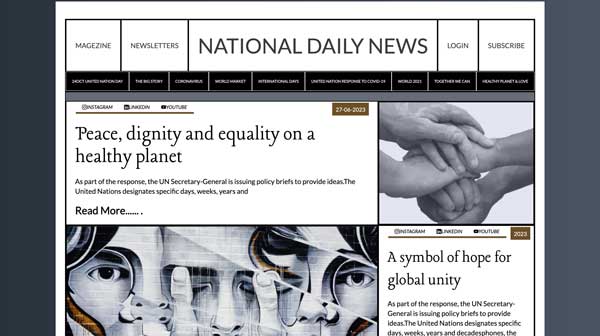 MAGEZINE
NEWSLETTERS
NATIONAL DAILY NEWS
LOGIN
SUBSCRIBE
24OCT UNITED NATION DAY
THE BIG STORY
CORONAVIRUS
WORLD MARKET
INTERNATIONAL DAYS
UNITED NATION RESPONSE TO COVID-19
WORLD 2023
TOGETHER WE CAN
HEALTHY PLANET & LOVE
INSTAGRAM
LINKEDIN
YOUTUBE
27-06-2023
Peace, dignity and equality on a
healthy planet
As part of the response, the UN Secretary-General is issuing policy briefs to provide ideas.The
United Nations designates specific days, weeks, years and
Read More...... .
INSTAGRAM
LINKEDIN
YOUTUBE
2023
A symbol of hope for
global unity
As part of the response, the UN Secretary-
General is issuing policy briefs to provide
ideas.The United Nations designates specific
days, weeks, years and decadesphones, the